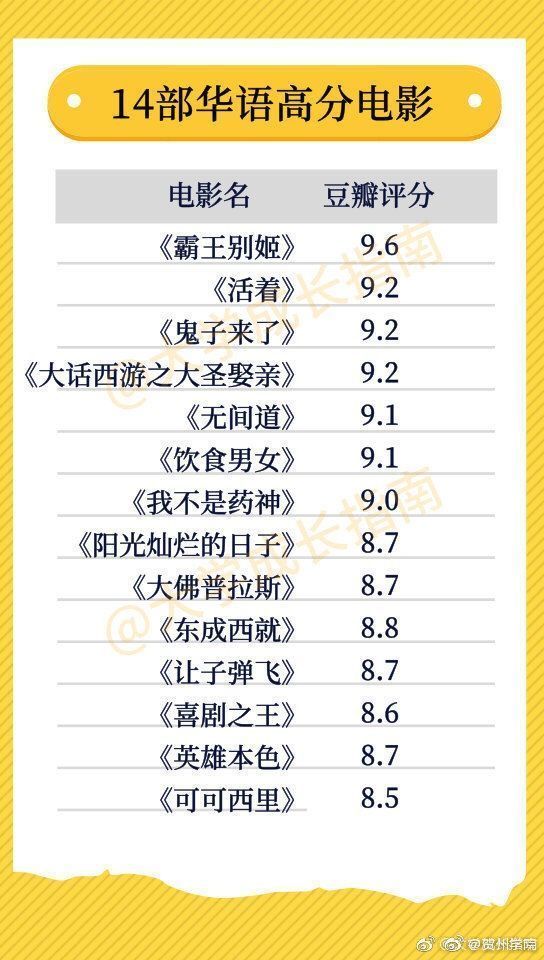 14部华语高分电影
电影名 豆瓣评分
《霸王别姬》 9.6
《活着》 9.2
《鬼子来了》 9.2
《大话西游之大圣娶亲》 9.2
《无间道》 9.1
《饮食男女》 9.1
《我不是药神》 9.0
《阳光灿烂的日子》 8.7
《大佛普拉斯》 8.7
《东成西就》 8.8
《让子弹飞》 8.7
《喜剧之王》 8.6
《英雄本色》 8.7
《可可西里》 8.5
@大学成长指南
@大学成长指南
@贺州学院